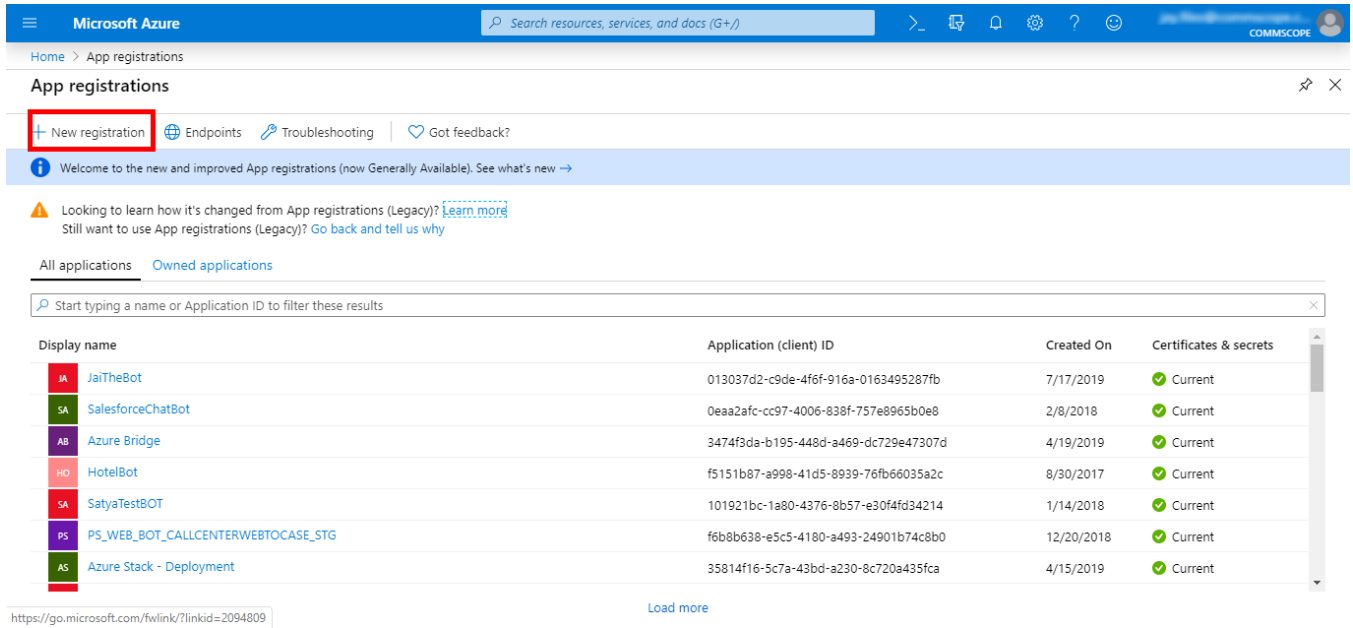 Microsoft Azure
Search resources, services, and docs (G+/)
COMMSCOPE
Home > App registrations
App registrations
New registration Endpoints Troubleshooting Got feedback?
Welcome to the new and improved App registrations (now Generally Available). See what's new →
Looking to learn how it's changed from App registrations (Legacy)? Learn more
Still want to use App registrations (Legacy)? Go back and tell us why
All applications Owned applications
Start typing a name or Application ID to filter these results
Display name Application (client) ID Created On Certificates & secrets
JA JaiTheBot 013037d2-c9de-4f6f-916a-0163495287fb 7/17/2019 Current
SA SalesforceChatBot 0eaa2afc-cc97-4006-838f-757e8965b0e8 2/8/2018 Current
AB Azure Bridge 3474f3da-b195-448d-a469-dc729e47307d 4/19/2019 Current
HO HotelBot f5151b87-a998-41d5-8939-76fb66035a2c 8/30/2017 Current
SA SatyaTestBOT 101921bc-1a80-4376-8b57-e30f4fd34214 1/14/2018 Current
PS PS_WEB_BOT_CALLCENTERWEBTOCASE_STG f6b8b638-e5c5-4180-a493-24901b74c8b0 12/20/2018 Current
AS Azure Stack - Deployment 35814f16-5c7a-43bd-a230-8c720a435fca 4/15/2019 Current
Load more
https://go.microsoft.com/fwlink/?linkid=2094809